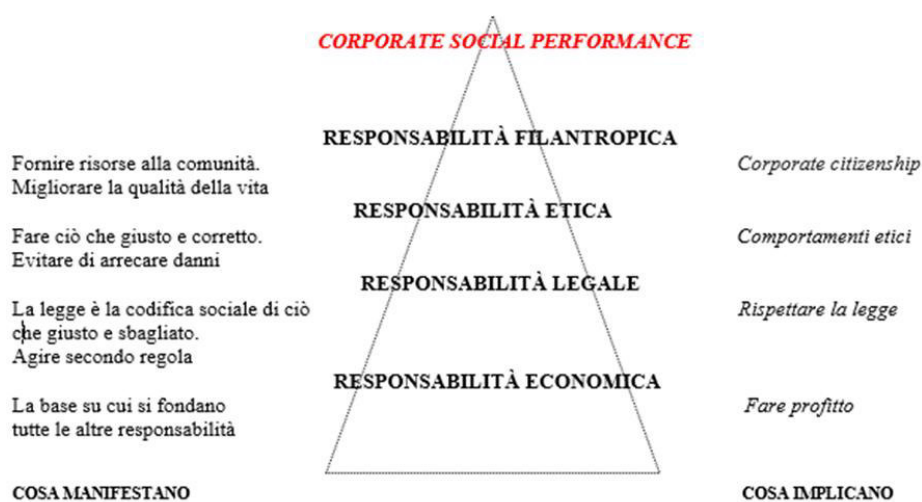 CORPORATE SOCIAL PERFORMANCE
RESPONSABILITÀ FILANTROPICA
Fornire risorse alla comunità.
Migliorare la qualità della vita
Corporate citizenship
RESPONSABILITÀ ETICA
Fare ciò che giusto e corretto.
Evitare di arrecare danni
Comportamenti etici
RESPONSABILITÀ LEGALE
La legge è la codifica sociale di ciò
che giusto e sbagliato.
Agire secondo regola
Rispettare la legge
RESPONSABILITÀ ECONOMICA
La base su cui si fondano
tutte le altre responsabilità
Fare profitto
COSA MANIFESTANO
COSA IMPLICANO